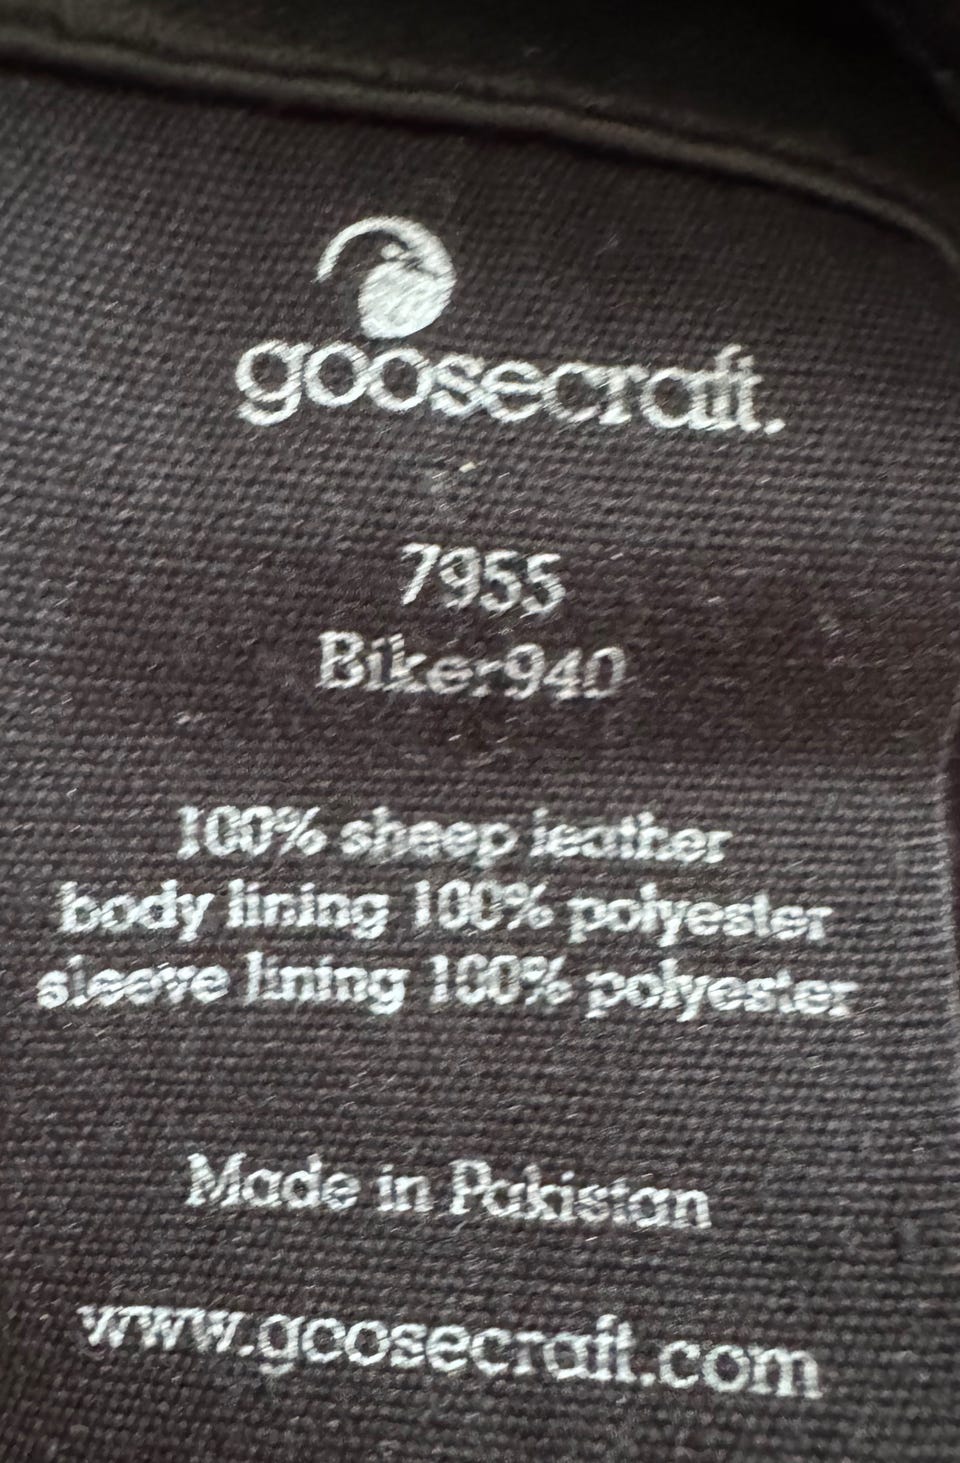 goosecraft.
7955
Biker940
100% sheep leather
body lining 100% polyester
sleeve lining 100% polyester
Made in Pakistan
www.goosecraft.com